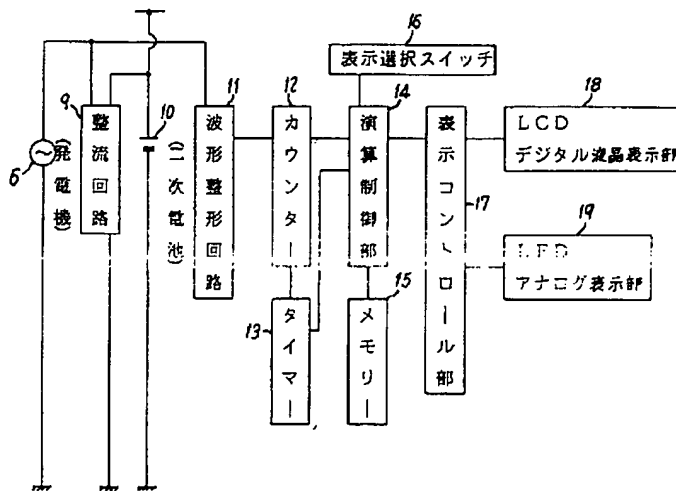 16
表示選択スイッチ
6
(発電機)
9
整流回路
10
(二次電池)
11
波形整形回路
12
カウンター
13
タイマー
14
演算制御部
15
メモリー
17
表示コントロール部
18
LCD
デジタル液晶表示部
19
LED
アナログ表示部